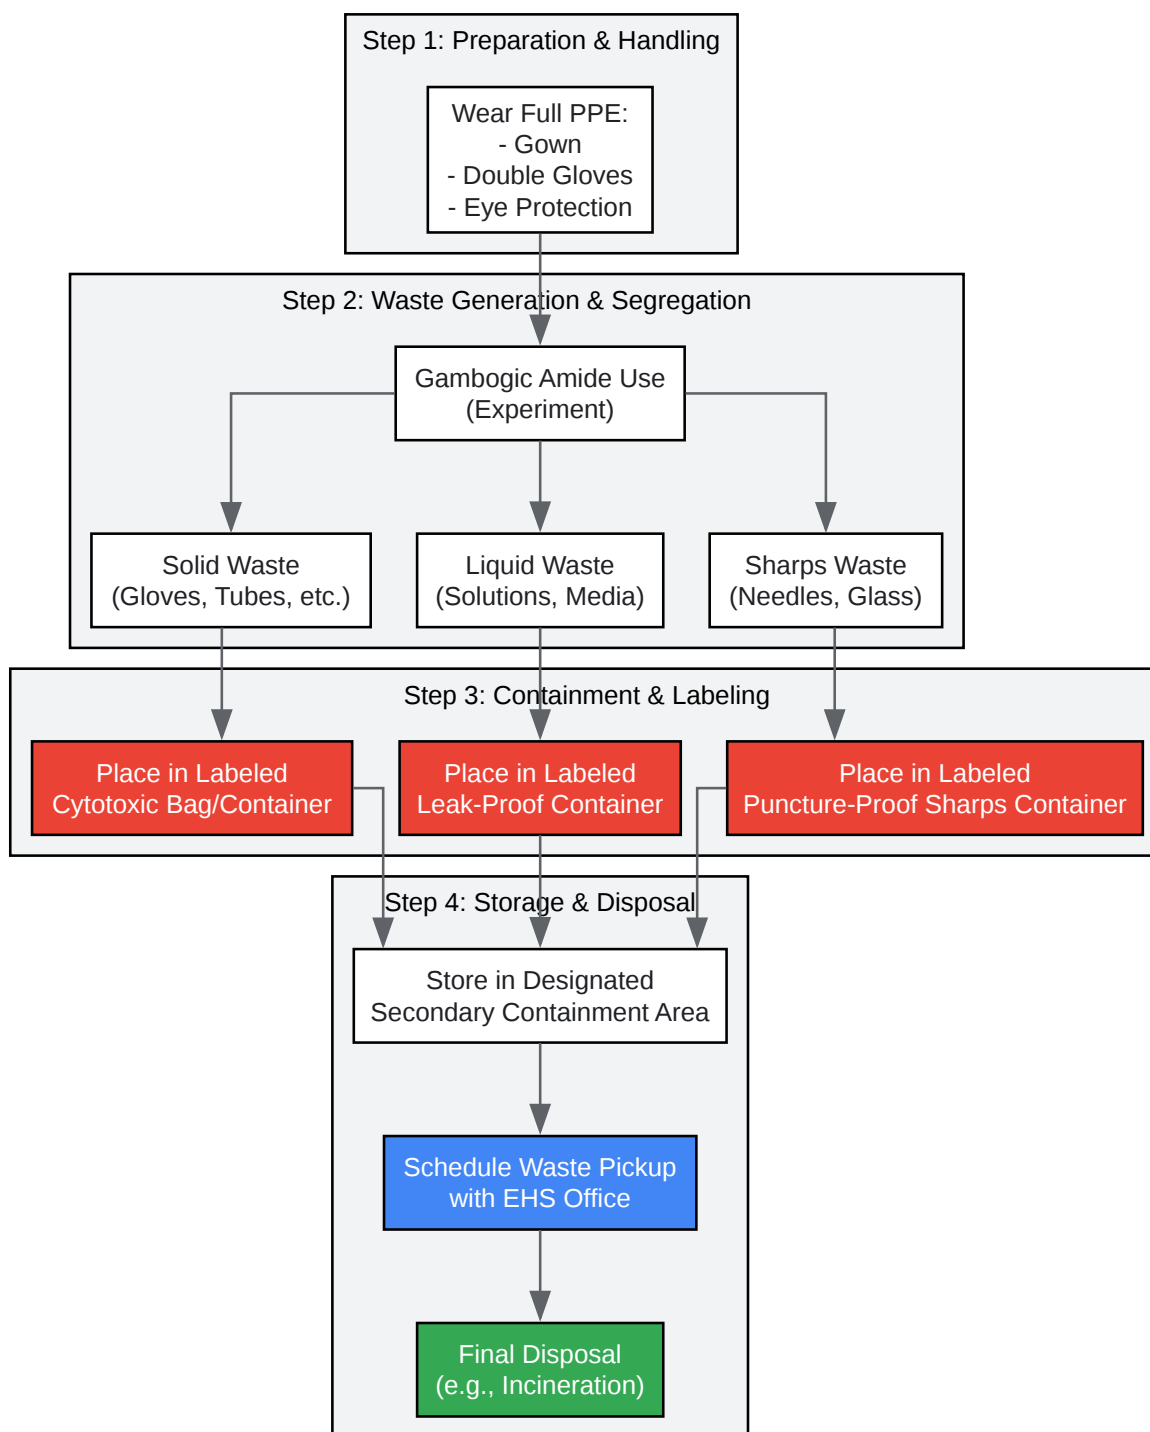 Step 1: Preparation & Handling
Wear Full PPE:
- Gown
- Double Gloves
- Eye Protection
Step 2: Waste Generation & Segregation
Gambogic Amide Use
(Experiment)
Solid Waste
(Gloves, Tubes, etc.)
Liquid Waste
(Solutions, Media)
Sharps Waste
(Needles, Glass)
Step 3: Containment & Labeling
Place in Labeled
Cytotoxic Bag/Container
Place in Labeled
Leak-Proof Container
Place in Labeled
Puncture-Proof Sharps Container
Step 4: Storage & Disposal
Store in Designated
Secondary Containment Area
Schedule Waste Pickup
with EHS Office
Final Disposal
(e.g., Incineration)